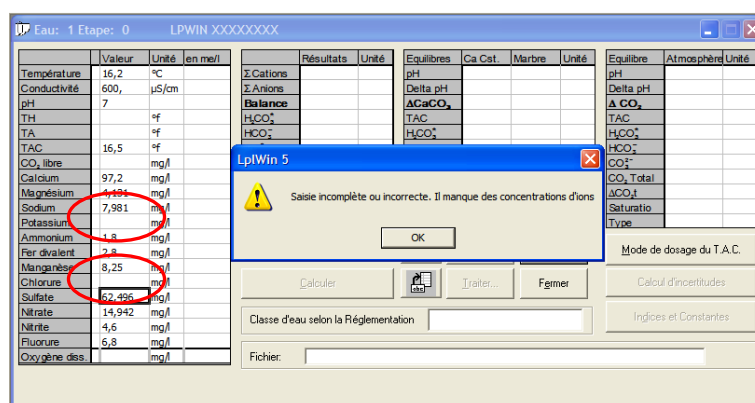 Eau: 1 Etape: 0 LPWIN XXXXXXXX
Valeur Unité en me/l Résultats Unité Equilibres Ca Cst. Marbre Unité Equilibre Atmosphère Unité
Température 16,2 °C ΣCations pH pH
Conductivité 600, µS/cm ΣAnions Delta pH Delta pH
pH 7 Balance ΔCaCO₃ Δ CO₂
TH °f H₂CO₃* TAC TAC
TA °f HCO₃⁻ H₂CO₃* H₂CO₃*
TAC 16,5 °f HCO₃⁻
CO₂ libre mg/l CO₃²⁻
Calcium 97,2 mg/l CO₂ Total
Magnésium 4,131 mg/l ΔCO₂t
Sodium 7,981 mg/l Saturatio
Potassium mg/l Type
LplWin 5
Saisie incomplète ou incorrecte. Il manque des concentrations d'ions
OK
Ammonium 1,8 mg/l
Fer divalent 2,8 mg/l Mode de dosage du T.A.C.
Manganèse 8,25 mg/l
Chlorure mg/l Calculer abc Traiter... Fermer Calcul d'incertitudes
Sulfate 62,496 mg/l
Nitrate 14,942 mg/l Classe d'eau selon la Réglementation Indices et Constantes
Nitrite 4,6 mg/l
Fluorure 6,8 mg/l
Oxygène diss. mg/l Fichier: